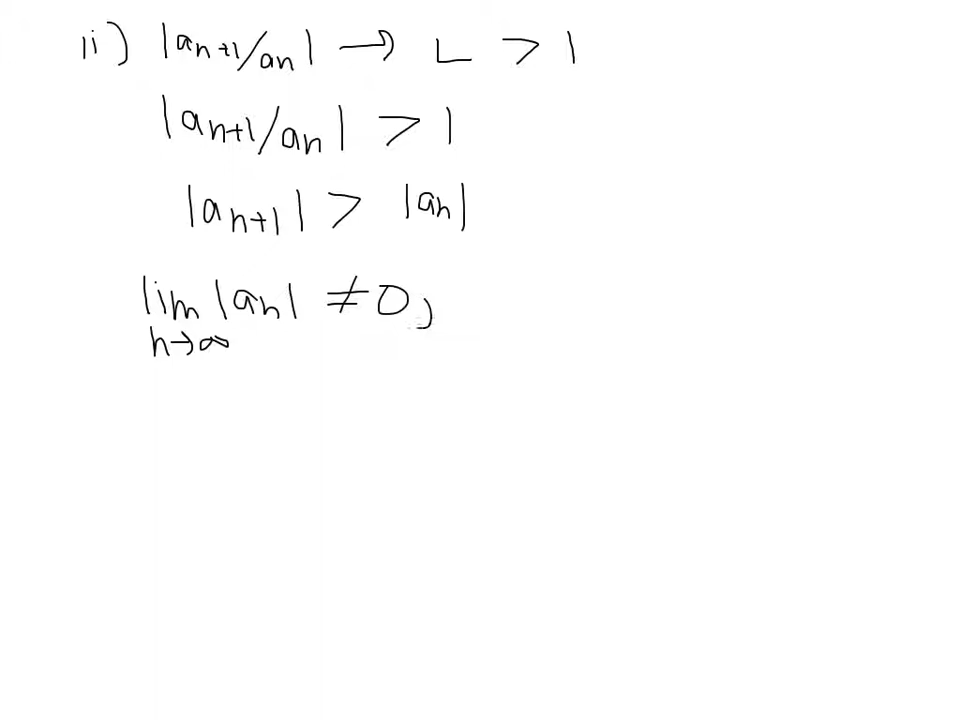 ii) |an+1/an| → L > 1
|an+1/an| > 1
|an+1| > |an|
lim |an| ≠ 0,
n→∞